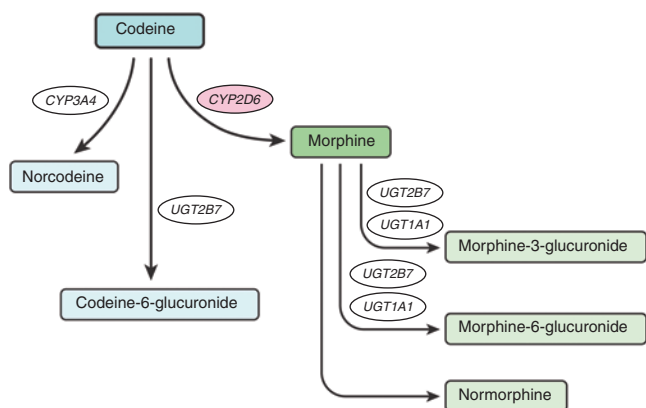 Codeine
CYP3A4
CYP2D6
Morphine
Norcodeine
UGT2B7
UGT2B7
UGT1A1
Morphine-3-glucuronide
UGT2B7
Codeine-6-glucuronide
UGT1A1
Morphine-6-glucuronide
Normorphine